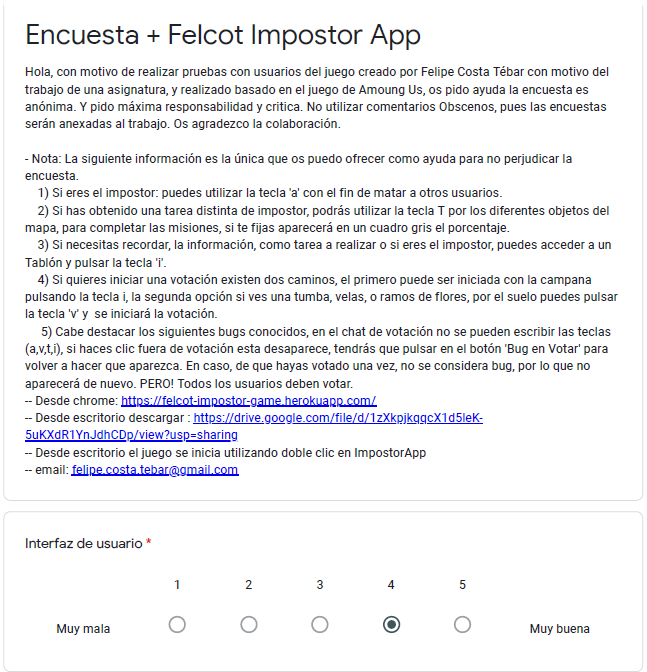 Encuesta + Felcot Impostor App
Hola, con motivo de realizar pruebas con usuarios del juego creado por Felipe Costa Tébar con motivo del
trabajo de una asignatura, y realizado basado en el juego de Amoung Us, os pido ayuda la encuesta es
anónima. Y pido máxima responsabilidad y critica. No utilizar comentarios Obscenos, pues las encuestas
serán anexadas al trabajo. Os agradezco la colaboración.
- Nota: La siguiente información es la única que os puedo ofrecer como ayuda para no perjudicar la
encuesta.
1) Si eres el impostor: puedes utilizar la tecla 'a' con el fin de matar a otros usuarios.
2) Si has obtenido una tarea distinta de impostor, podrás utilizar la tecla T por los diferentes objetos del
mapa, para completar las misiones, si te fijas aparecerá en un cuadro gris el porcentaje.
3) Si necesitas recordar, la información, como tarea a realizar o si eres el impostor, puedes acceder a un
Tablón y pulsar la tecla 'i'.
4) Si quieres iniciar una votación existen dos caminos, el primero puede ser iniciada con la campana
pulsando la tecla i, la segunda opción si ves una tumba, velas, o ramos de flores, por el suelo puedes pulsar
la tecla 'v' y se iniciará la votación.
5) Cabe destacar los siguientes bugs conocidos, en el chat de votación no se pueden escribir las teclas
(a,v,t,i), si haces clic fuera de votación esta desaparece, tendrás que pulsar en el botón 'Bug en Votar' para
volver a hacer que aparezca. En caso, de que hayas votado una vez, no se considera bug, por lo que no
aparecerá de nuevo. PERO! Todos los usuarios deben votar.
-- Desde chrome: https://felcot-impostor-game.herokuapp.com/
-- Desde escritorio descargar : https://drive.google.com/file/d/1zXkpjkqqcX1d5leK-
5uKXdR1YnJdhCDp/view?usp=sharing
-- Desde escritorio el juego se inicia utilizando doble clic en ImpostorApp
-- email: felipe.costa.tebar@gmail.com
Interfaz de usuario *
1 2 3 4 5
Muy mala Muy buena